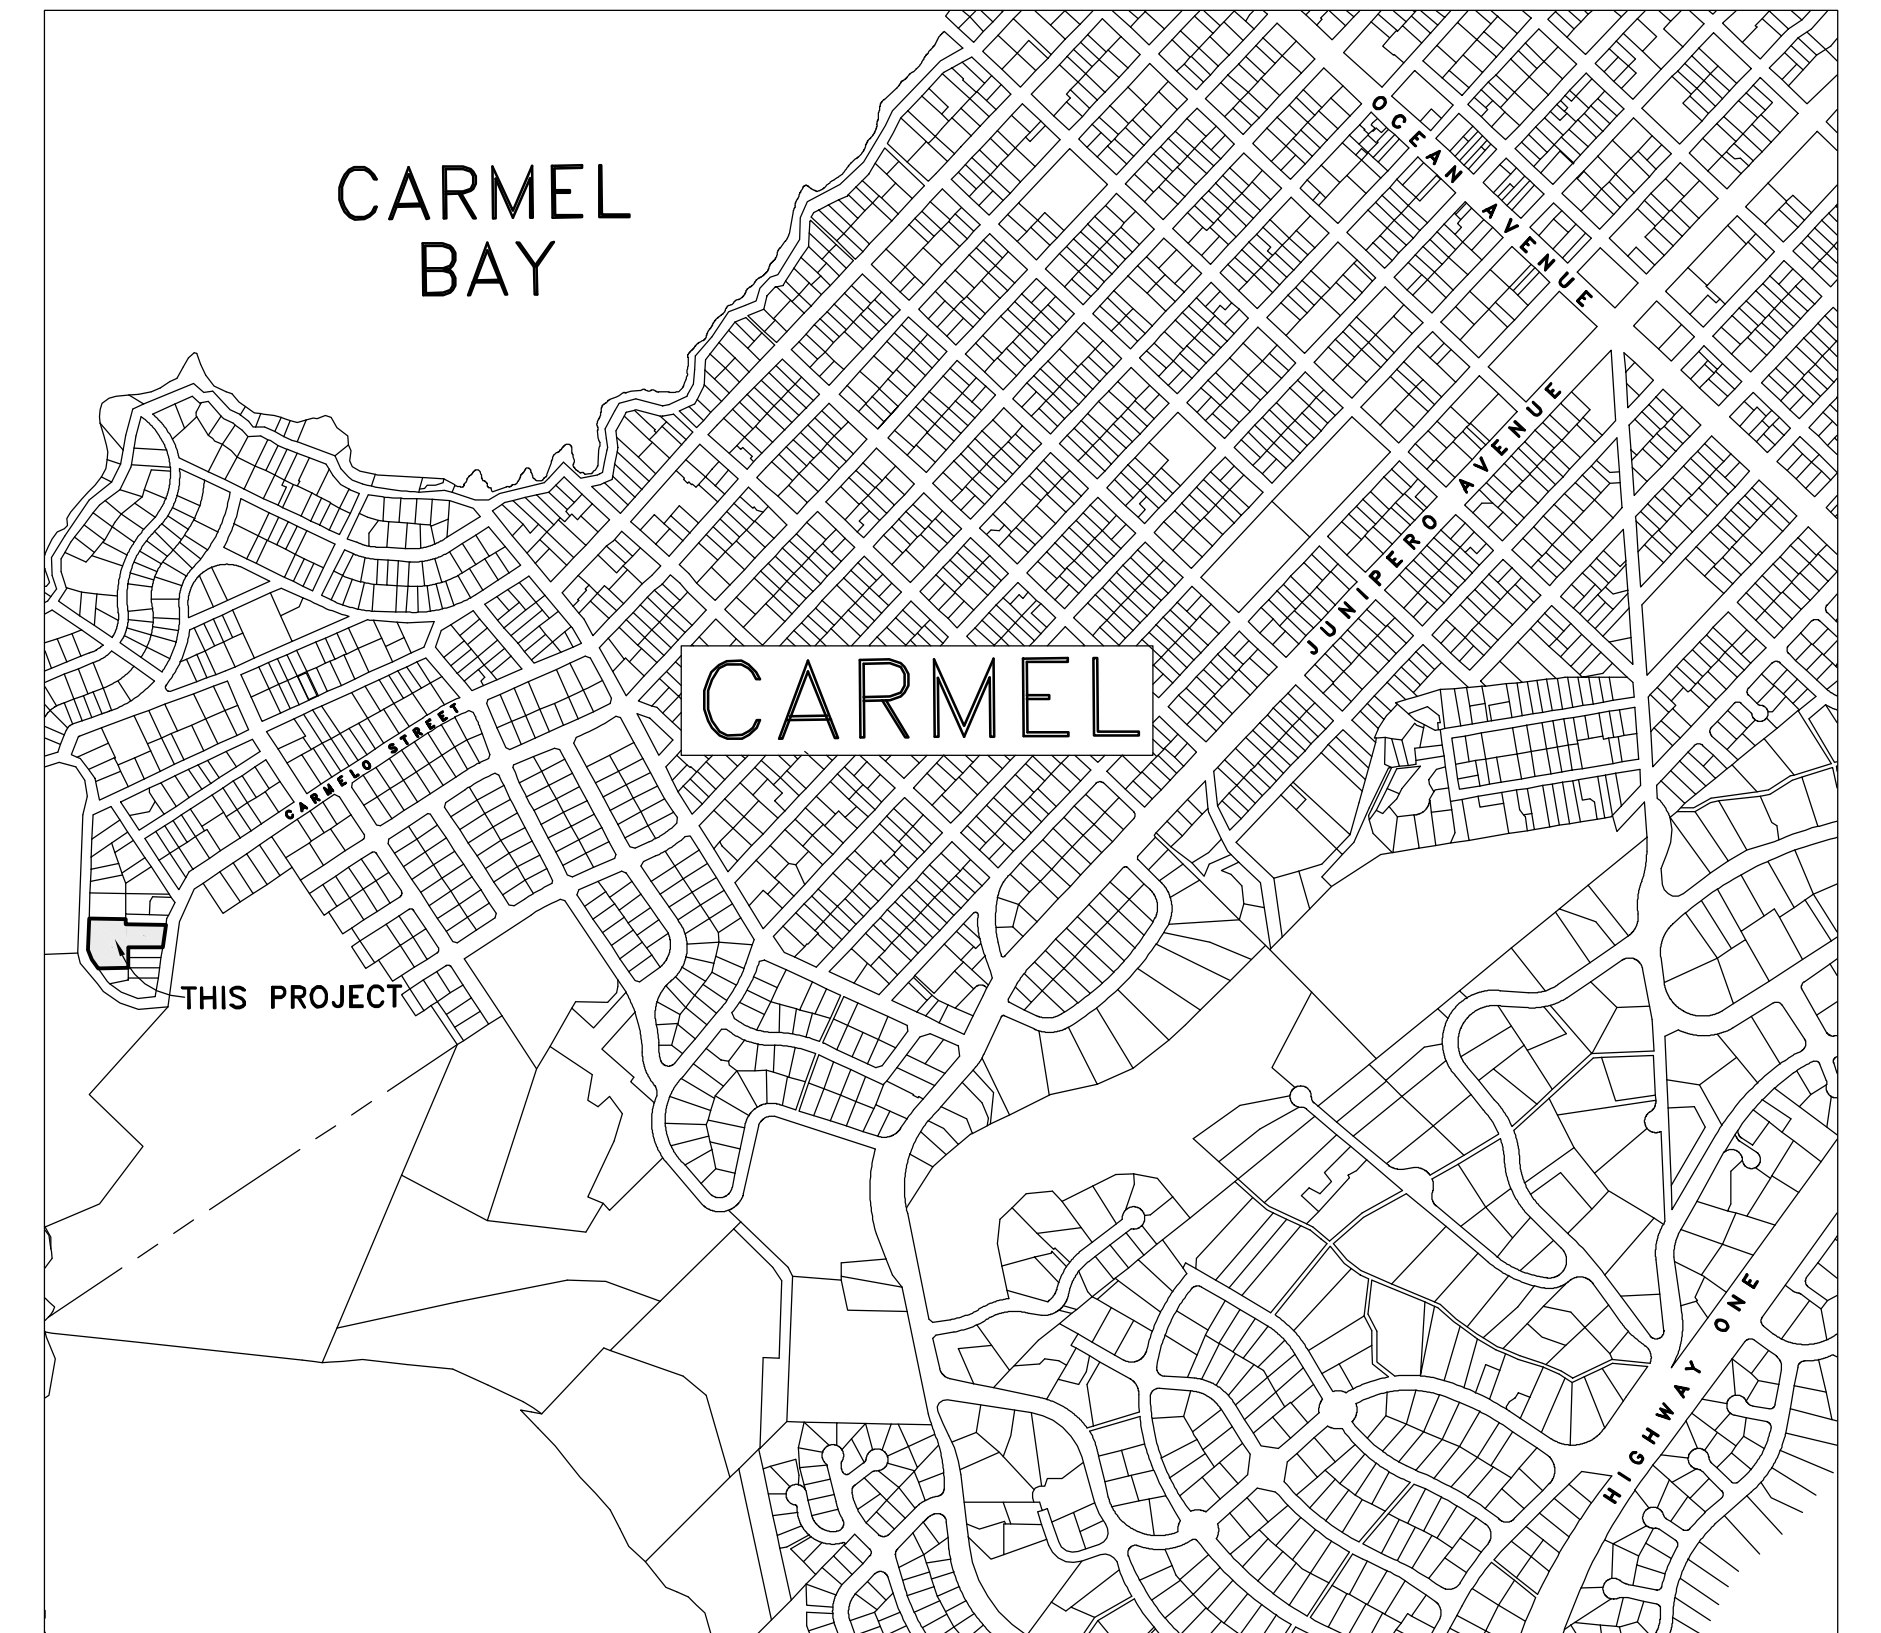 CARMEL
BAY
OCEAN AVENUE
JUNIPERO AVENUE
CARMEL
CARMELO STREET
THIS PROJECT
HIGHWAY ONE